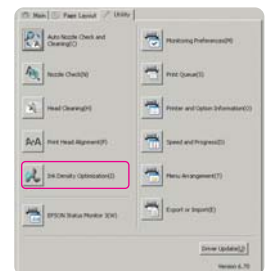 Main Page Layout Utility
Auto Nozzle Check and
Cleaning(C)
Nozzle Check(N)
Head Cleaning(H)
Print Head Alignment(P)
Ink Density Optimization(I)
EPSON Status Monitor 3(W)
Monitoring Preferences(M)
Print Queue(S)
Printer and Option Information(O)
Speed and Progress(D)
Menu Arrangement(T)
Export or Import(E)
Driver Update(U)
Version 6.70